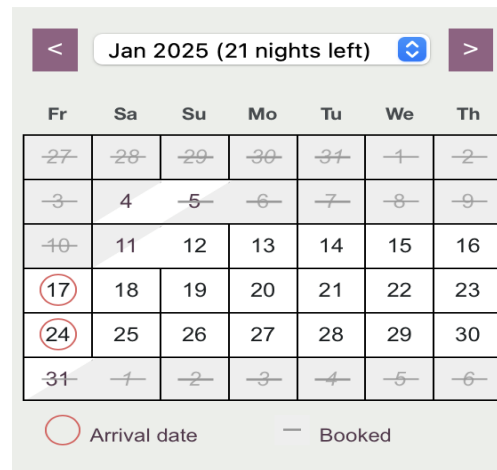 < Jan 2025 (21 nights left) >
Fr Sa Su Mo Tu We Th
27 28 29 30 31 1 2
3 4 5 6 7 8 9
10 11 12 13 14 15 16
17 18 19 20 21 22 23
24 25 26 27 28 29 30
31 1 2 3 4 5 6
Arrival date — Booked